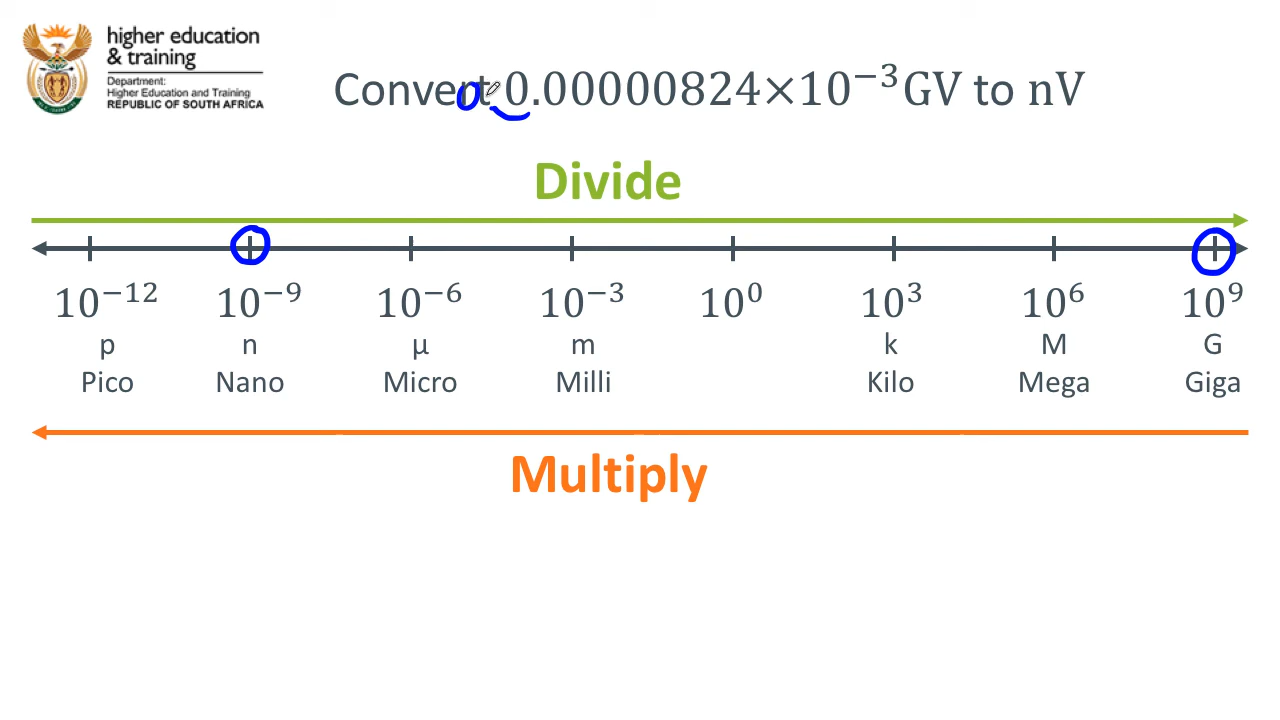 higher education
& training
Department:
Higher Education and Training
REPUBLIC OF SOUTH AFRICA
Convert 0.00000824×10⁻³GV to nV
0
Divide
10⁻¹² 10⁻⁹ 10⁻⁶ 10⁻³ 10⁰ 10³ 10⁶ 10⁹
p n µ m k M G
Pico Nano Micro Milli Kilo Mega Giga
Multiply